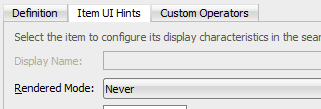 Definition Item UI Hints Custom Operators
Select the item to configure its display characteristics in the sear
Display Name:
Rendered Mode: Never